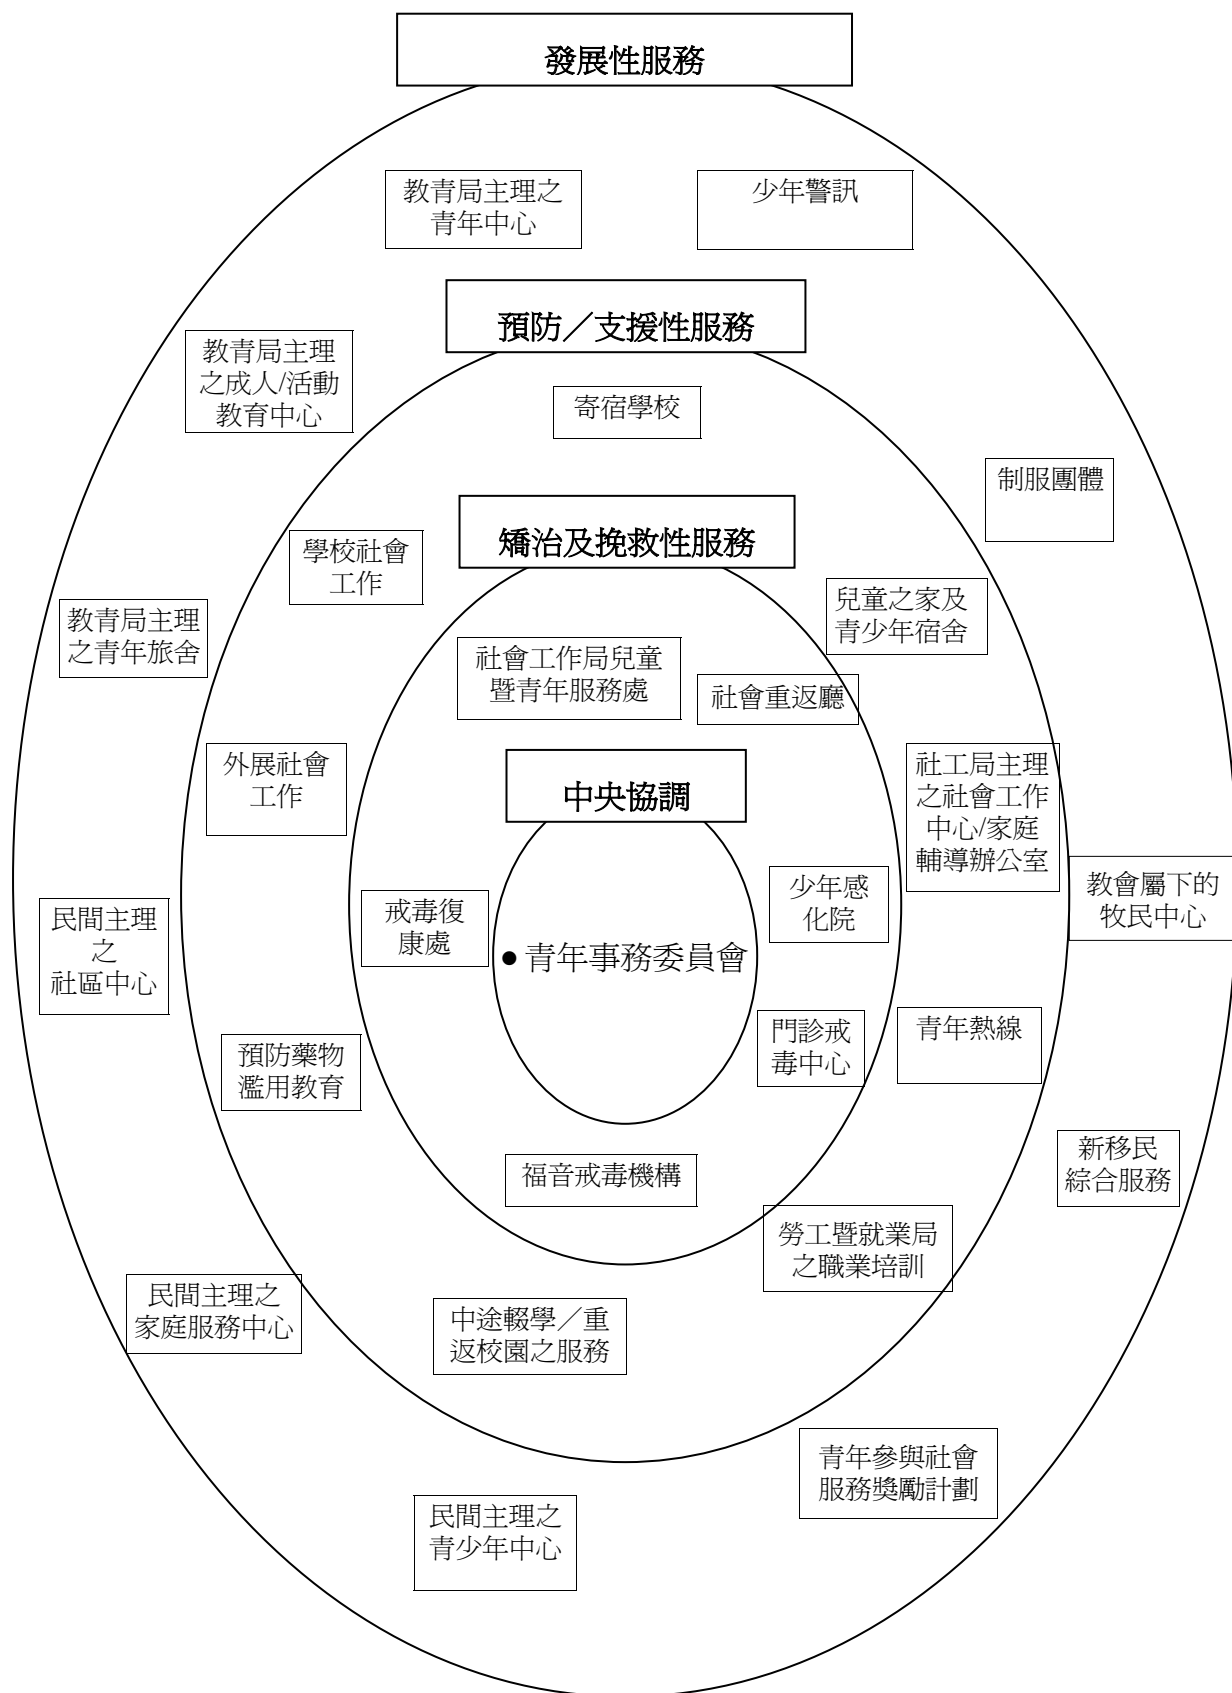 發展性服務
教青局主理之
青年中心
少年警訊
預防／支援性服務
教青局主理
之成人/活動
教育中心
寄宿學校
制服團體
矯治及挽救性服務
學校社會
工作
兒童之家及
青少年宿舍
教青局主理
之青年旅舍
社會工作局兒童
暨青年服務處
社會重返廳
外展社會
工作
中央協調
社工局主理
之社會工作
中心/家庭
輔導辦公室
教會屬下的
牧民中心
少年感
化院
戒毒復
康處
民間主理
之
社區中心
●青年事務委員會
門診戒
毒中心
青年熱線
預防藥物
濫用教育
新移民
綜合服務
福音戒毒機構
勞工暨就業局
之職業培訓
民間主理之
家庭服務中心
中途輟學／重
返校園之服務
青年參與社會
服務獎勵計劃
民間主理之
青少年中心